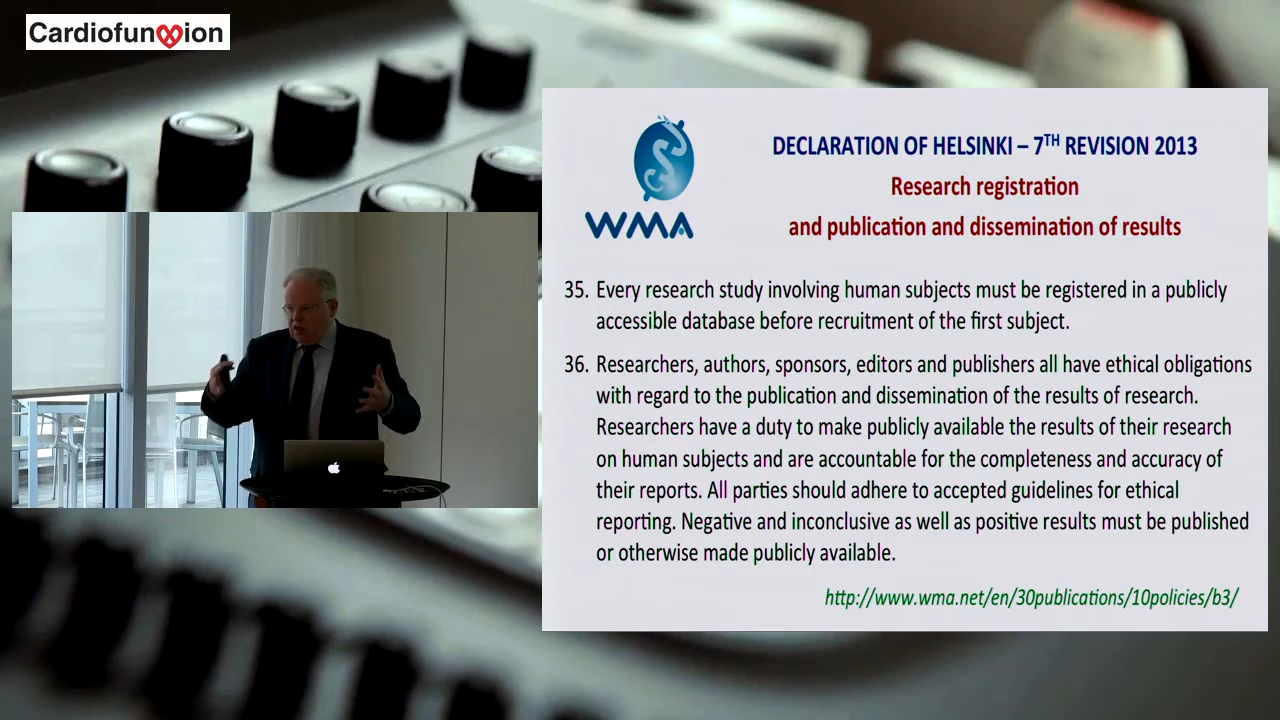 Cardiofun ion
WMA
DECLARATION OF HELSINKI – 7TH REVISION 2013
Research registration
and publication and dissemination of results
35. Every research study involving human subjects must be registered in a publicly
accessible database before recruitment of the first subject.
36. Researchers, authors, sponsors, editors and publishers all have ethical obligations
with regard to the publication and dissemination of the results of research.
Researchers have a duty to make publicly available the results of their research
on human subjects and are accountable for the completeness and accuracy of
their reports. All parties should adhere to accepted guidelines for ethical
reporting. Negative and inconclusive as well as positive results must be published
or otherwise made publicly available.
http://www.wma.net/en/30publications/10policies/b3/